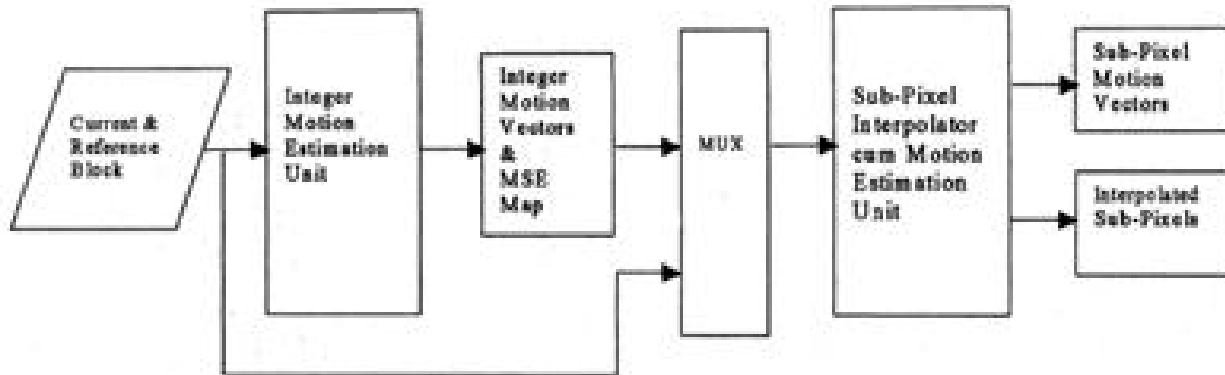 Current &
Reference
Block
Integer
Motion
Estimation
Unit
Integer
Motion
Vectors
&
MSE
Map
MUX
Sub-Pixel
Interpolator
cum Motion
Estimation
Unit
Sub-Pixel
Motion
Vectors
Interpolated
Sub-Pixels